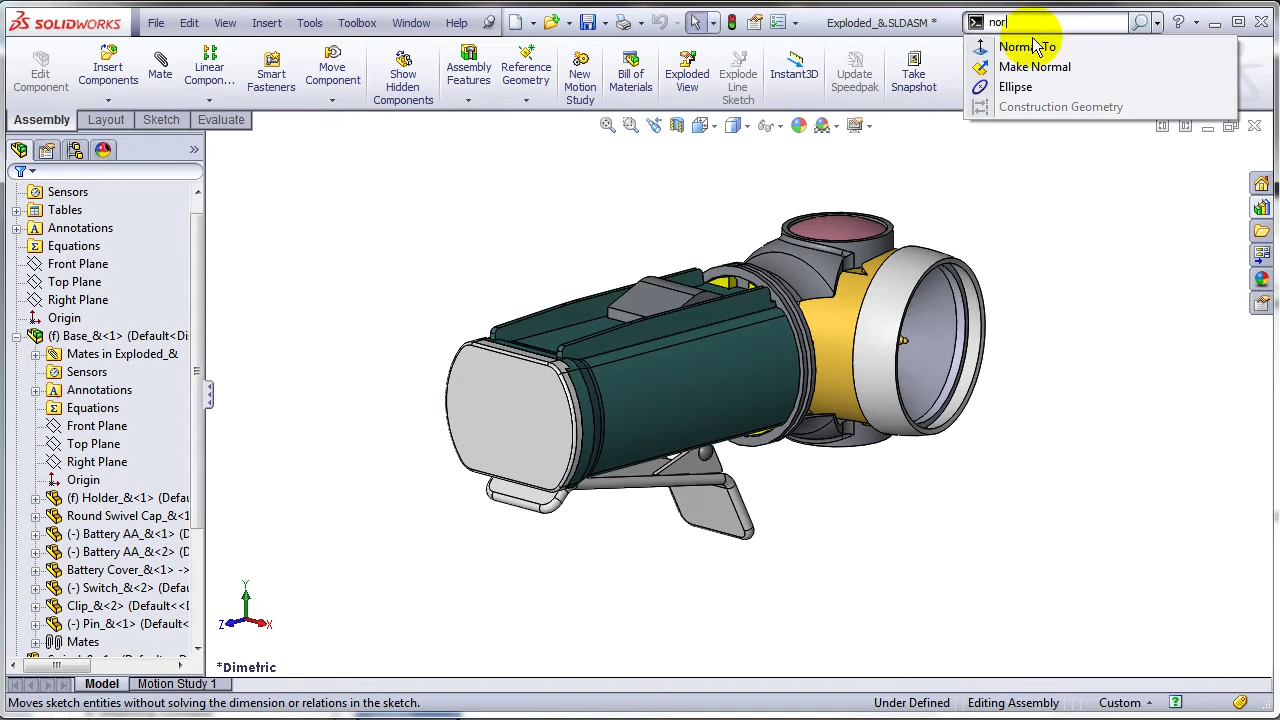 SOLIDWORKS File Edit View Insert Tools Toolbox Window Help Exploded_&.SLDASM * nor
Normal To
Make Normal
Ellipse
Construction Geometry
Edit Component
Insert Components
Mate
Linear Compon...
Smart Fasteners
Move Component
Show Hidden Components
Assembly Features
Reference Geometry
New Motion Study
Bill of Materials
Exploded View
Explode Line Sketch
Instant3D
Update Speedpak
Take Snapshot
Assembly Layout Sketch Evaluate
Sensors
Tables
Annotations
Equations
Front Plane
Top Plane
Right Plane
Origin
(f) Base_&<1> (Default<Di
Mates in Exploded_&
Sensors
Annotations
Equations
Front Plane
Top Plane
Right Plane
Origin
(f) Holder_&<1> (Defau
Round Swivel Cap_&<1
(-) Battery AA_&<1> (D
(-) Battery AA_&<2> (D
Battery Cover_&<1> ->
(-) Switch_&<2> (Defau
Clip_&<2> (Default<<D
(-) Pin_&<1> (Default<
Mates
Y
Z
X
*Dimetric
Model Motion Study 1
Moves sketch entities without solving the dimension or relations in the sketch. Under Defined Editing Assembly Custom